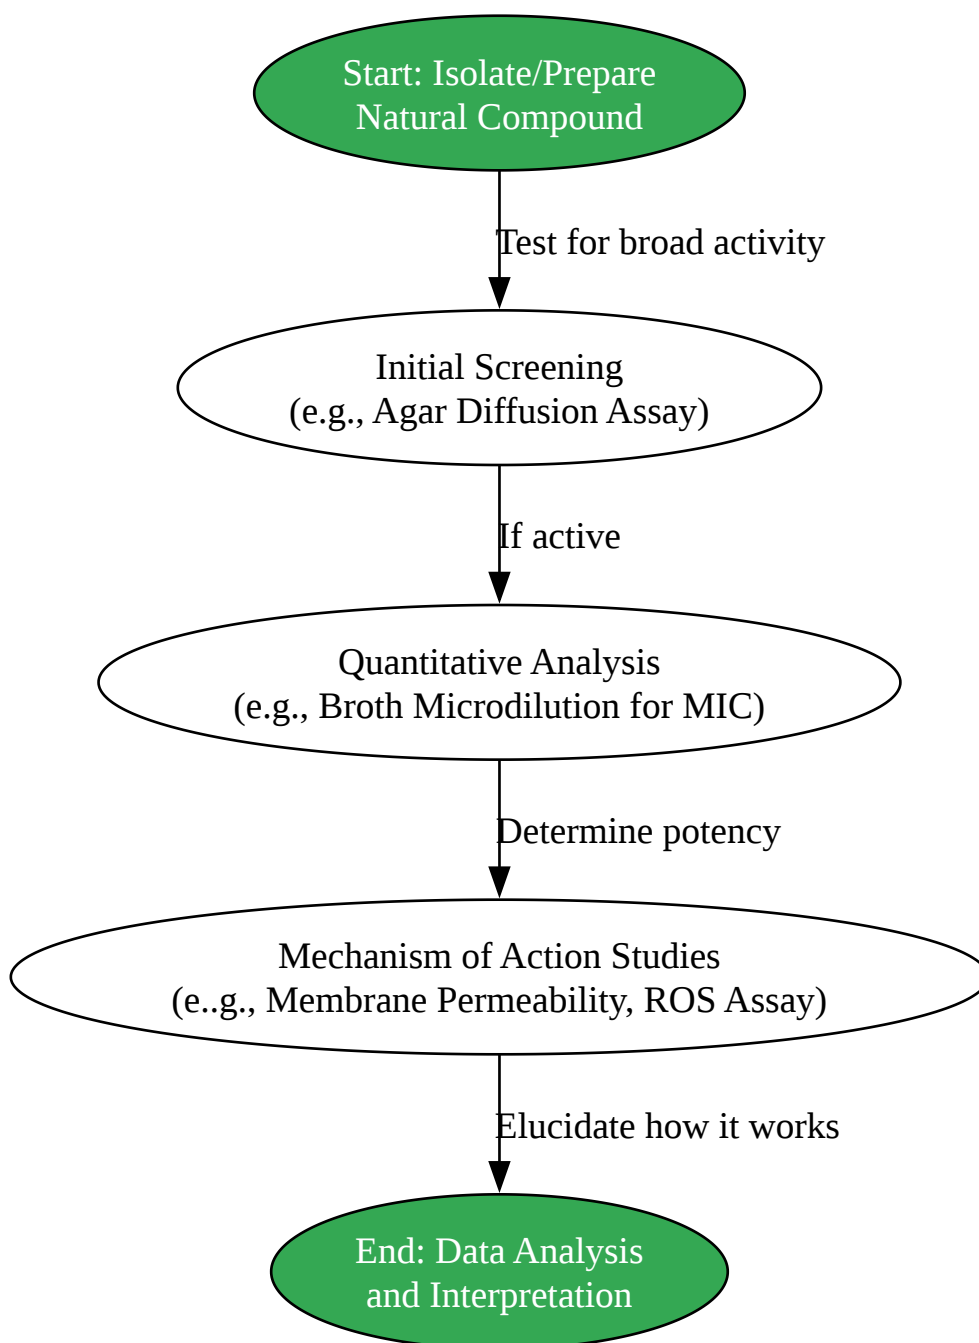 Start: Isolate/Prepare
Natural Compound
Test for broad activity
Initial Screening
(e.g., Agar Diffusion Assay)
If active
Quantitative Analysis
(e.g., Broth Microdilution for MIC)
Determine potency
Mechanism of Action Studies
(e..g., Membrane Permeability, ROS Assay)
Elucidate how it works
End: Data Analysis
and Interpretation